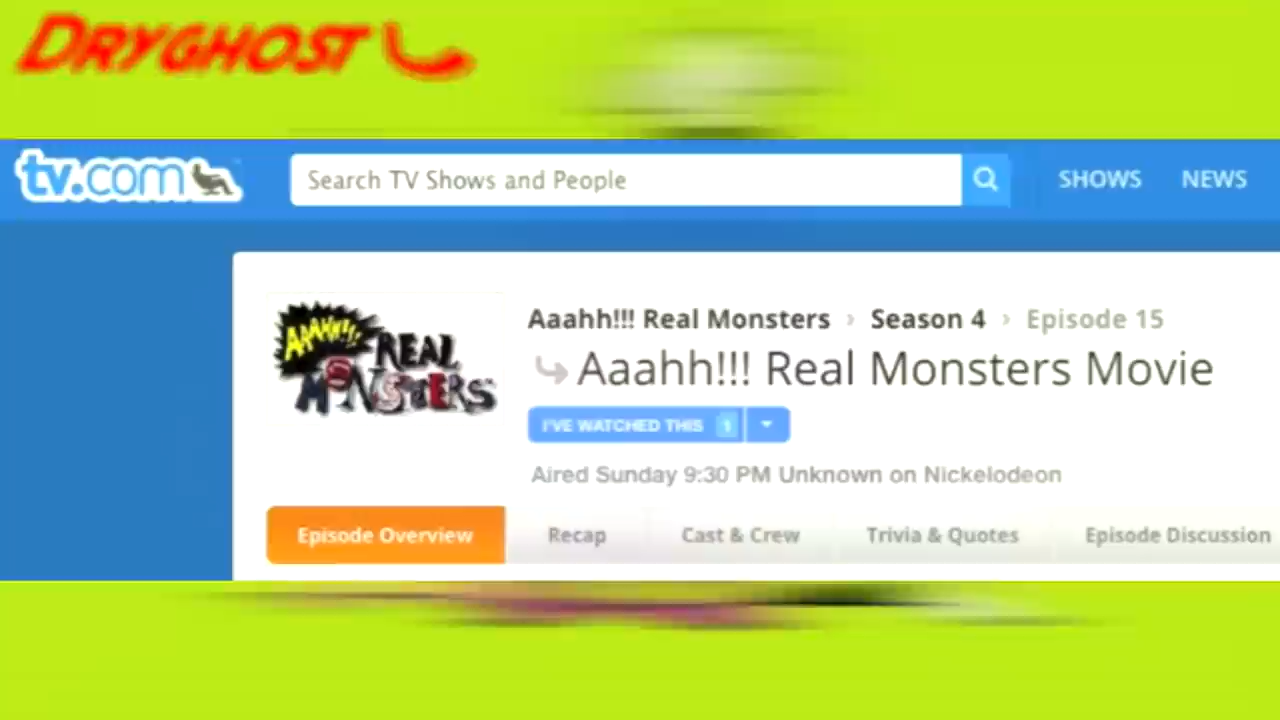 DRYGHOST
tv.com
Search TV Shows and People
SHOWS NEWS
AAAHH!!! REAL MONSTERS
Aaahh!!! Real Monsters › Season 4 › Episode 15
Aaahh!!! Real Monsters Movie
I'VE WATCHED THIS 1
Aired Sunday 9:30 PM Unknown on Nickelodeon
Episode Overview Recap Cast & Crew Trivia & Quotes Episode Discussion